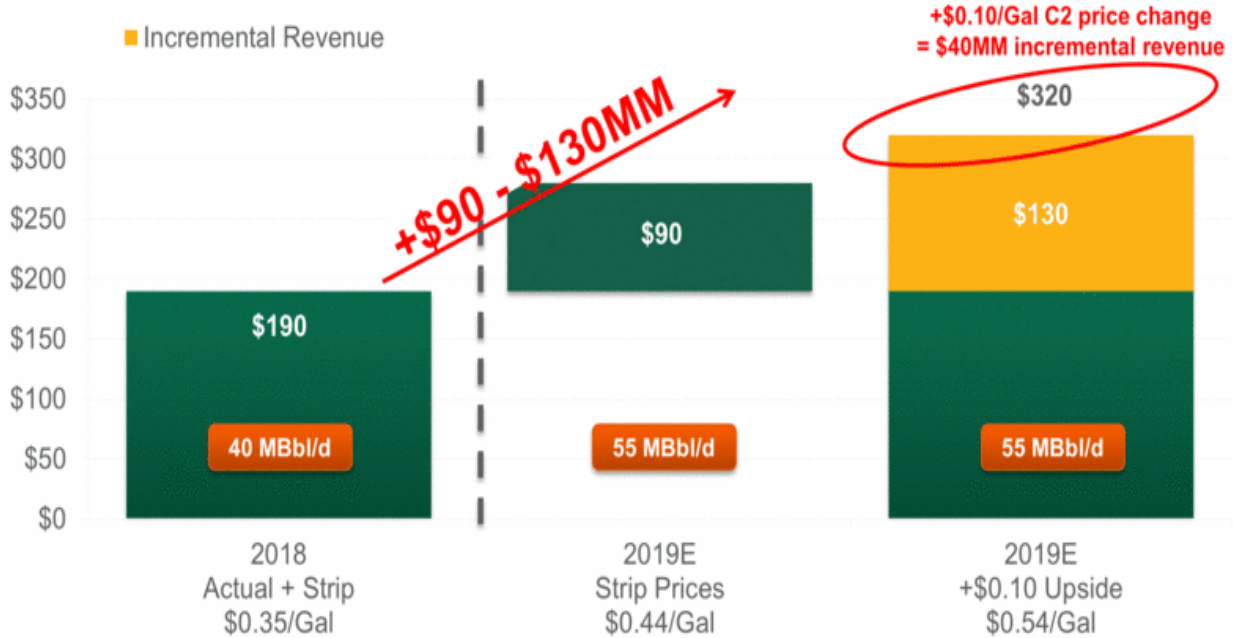 +$0.10/Gal C2 price change
= $40MM incremental revenue
Incremental Revenue
+$90 - $130MM
$350
$300
$250
$200
$150
$100
$50
$0
$190
40 MBbl/d
$90
55 MBbl/d
$320
$130
55 MBbl/d
2018
Actual + Strip
$0.35/Gal
2019E
Strip Prices
$0.44/Gal
2019E
+$0.10 Upside
$0.54/Gal